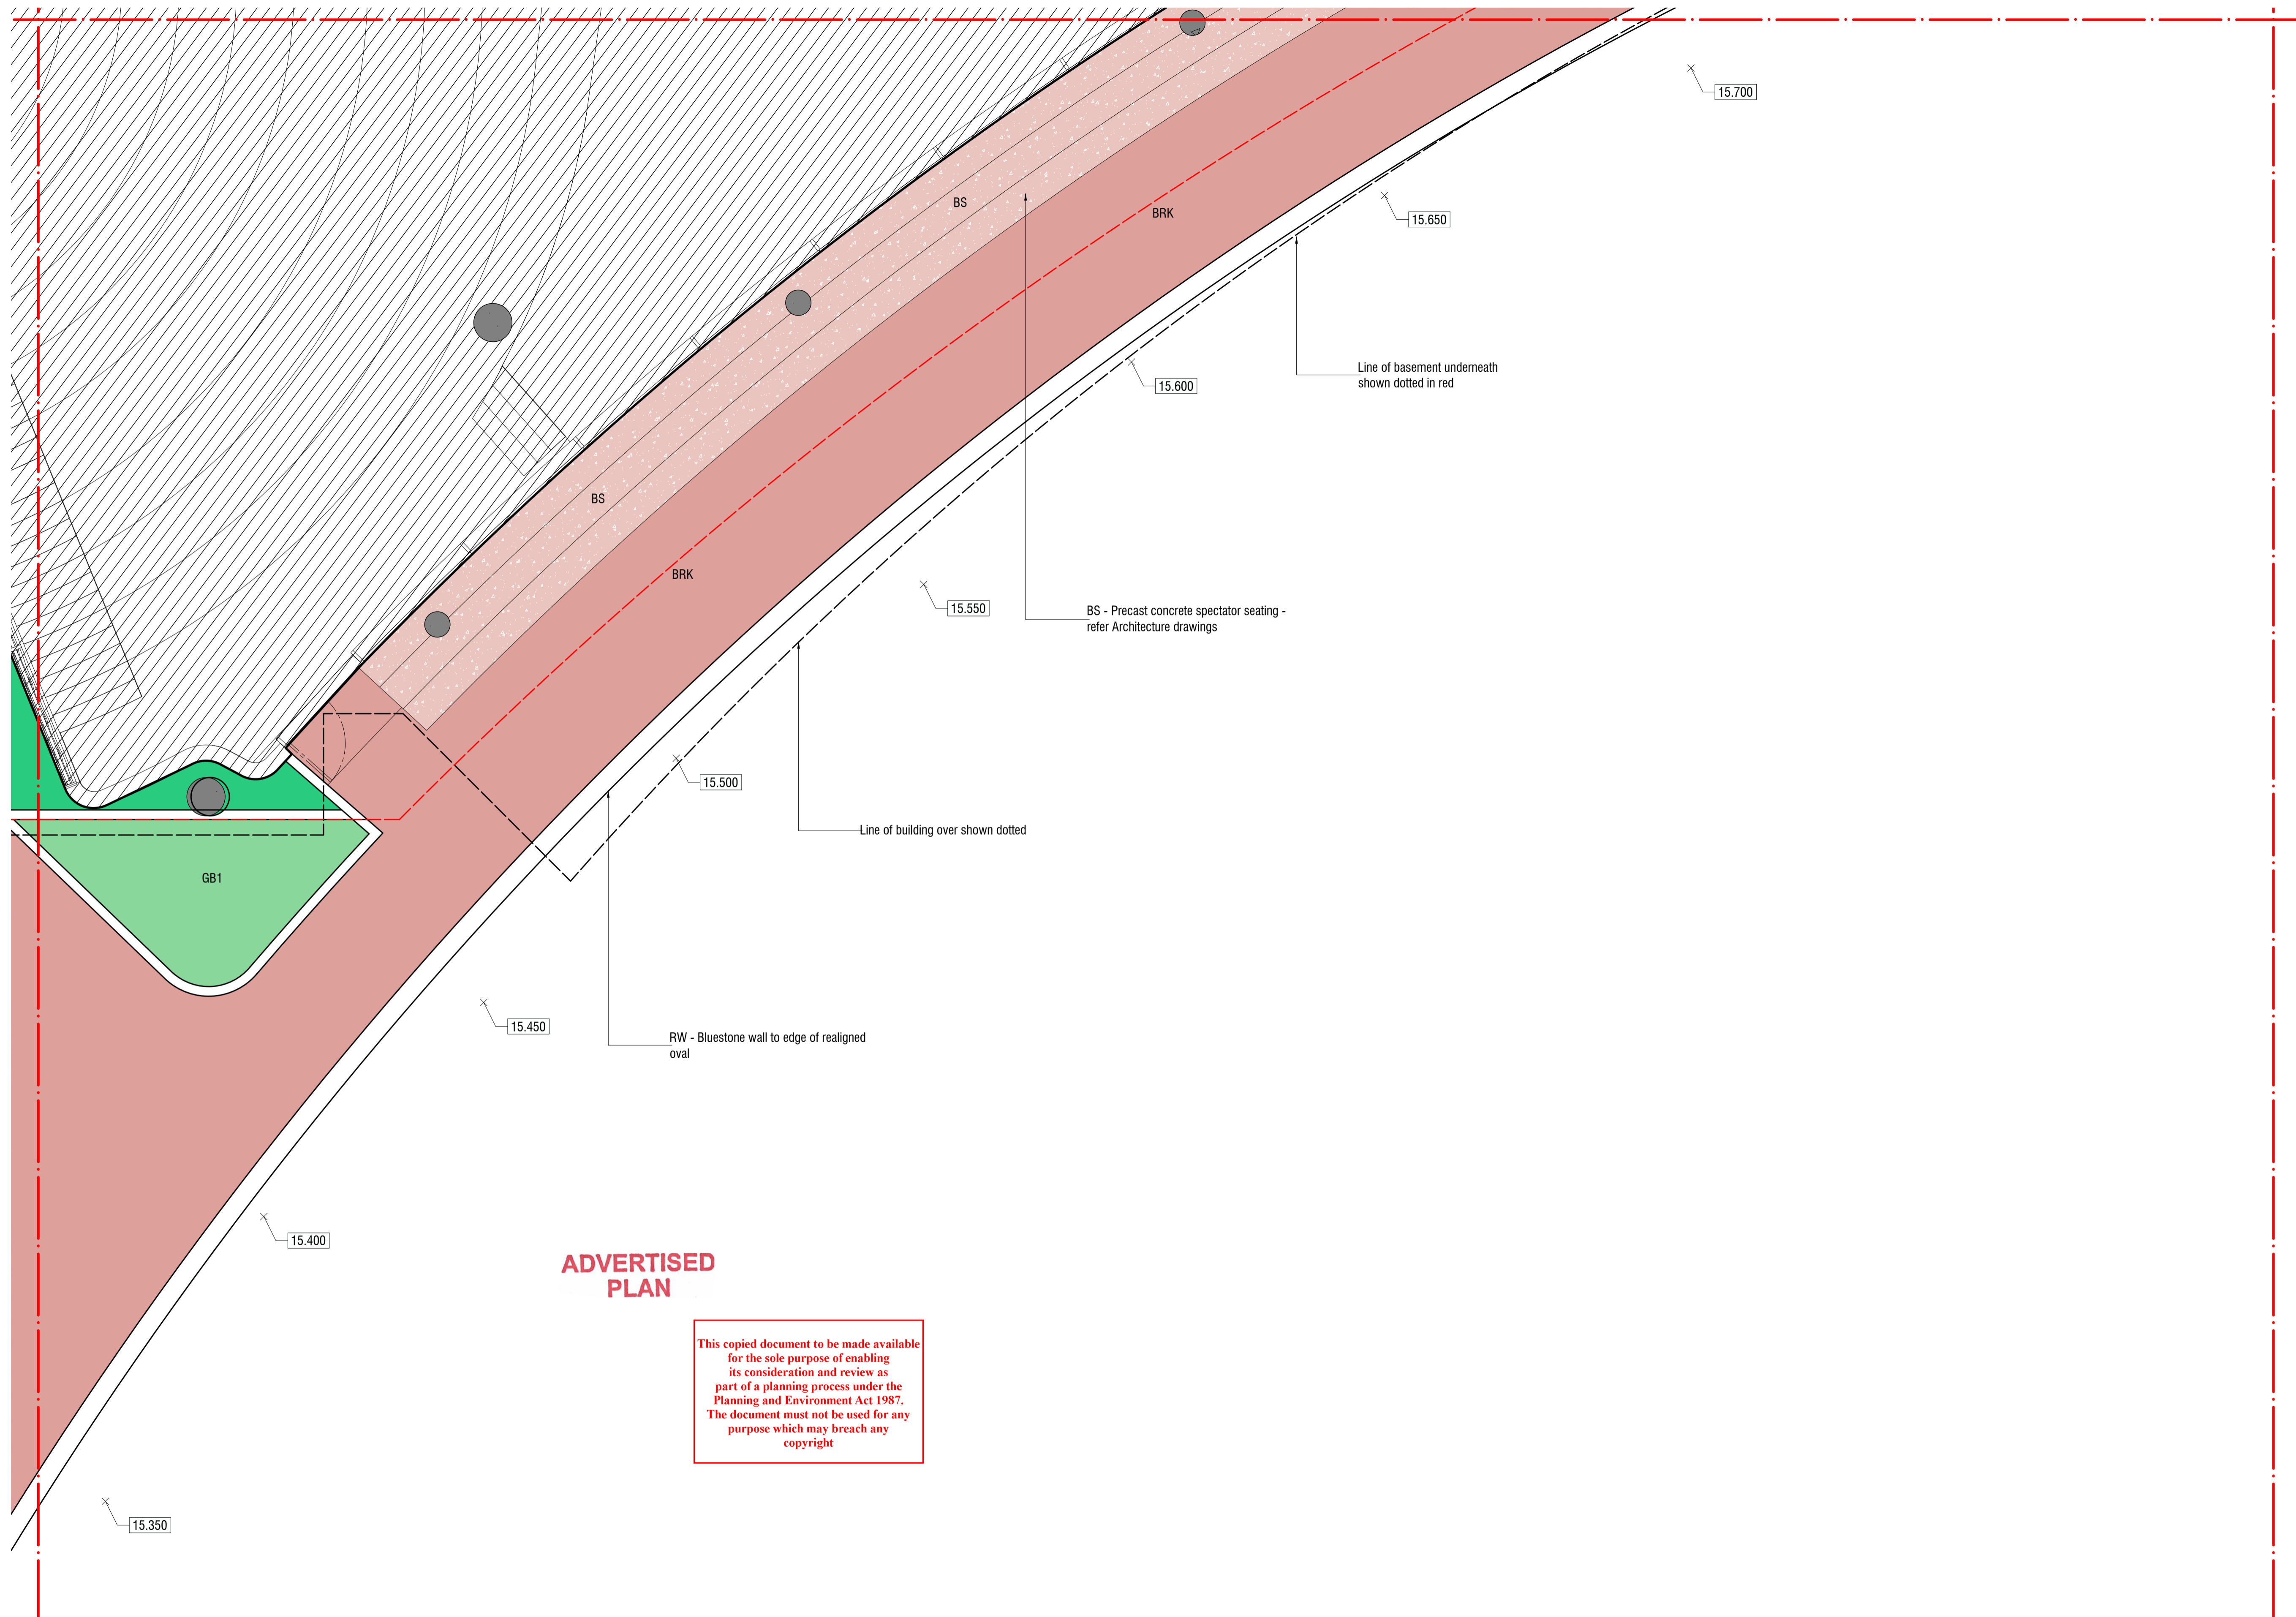 15.700
BS
BRK
15.650
Line of basement underneath
shown dotted in red
15.600
BS
BRK
15.550
BS - Precast concrete spectator seating -
refer Architecture drawings
15.500
Line of building over shown dotted
GB1
15.450
RW - Bluestone wall to edge of realigned
oval
15.400
ADVERTISED
PLAN
This copied document to be made available
for the sole purpose of enabling
its consideration and review as
part of a planning process under the
Planning and Environment Act 1987.
The document must not be used for any
purpose which may breach any
copyright
15.350